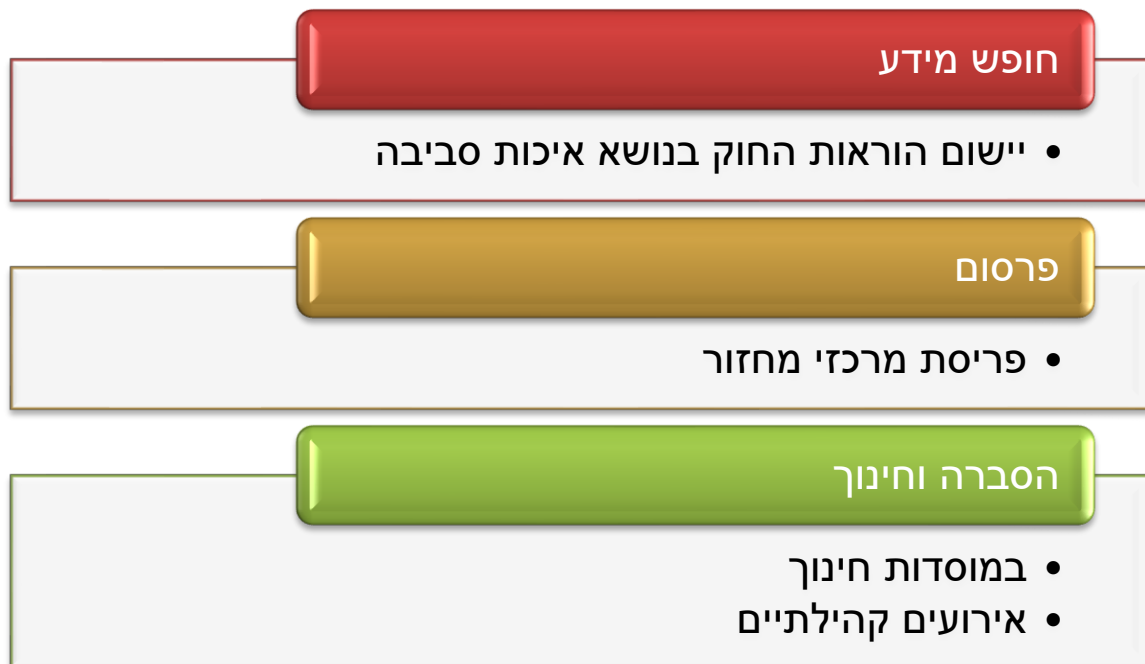 חופש מידע
• יישום הוראות החוק בנושא איכות סביבה
פרסום
• פריסת מרכזי מחזור
הסברה וחינוך
• במוסדות חינוך
• אירועים קהילתיים